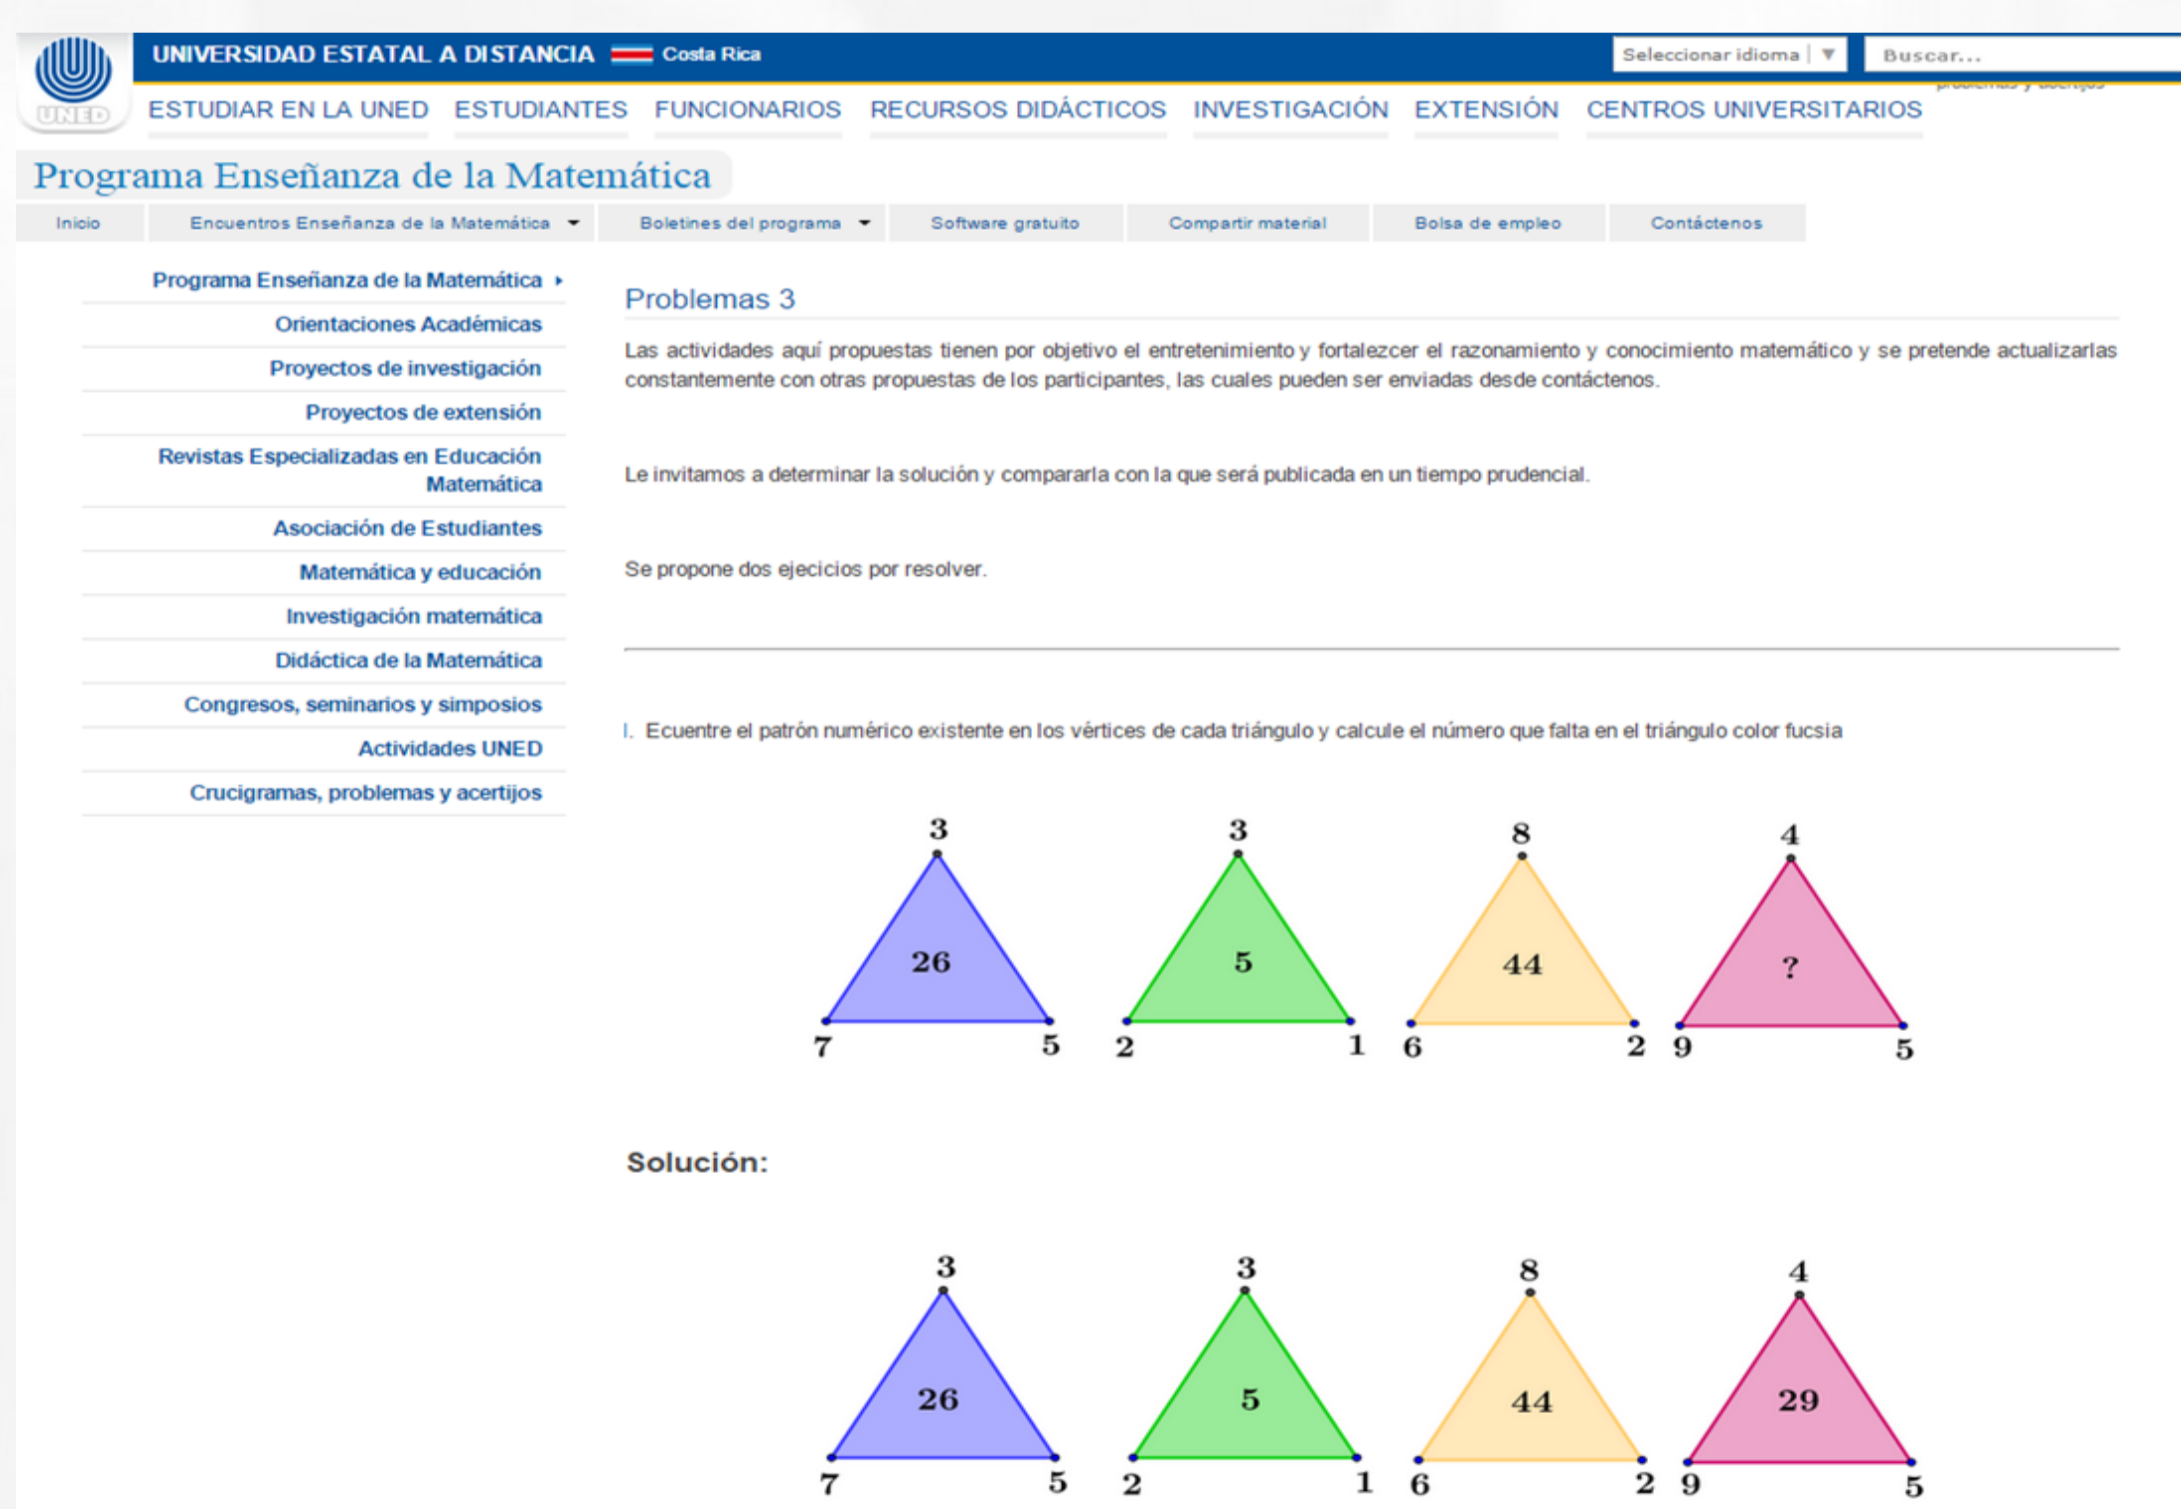 UNIVERSIDAD ESTATAL A DISTANCIA Costa Rica
Seleccionar idioma
Buscar...
problemas y acertijos
UNED
ESTUDIAR EN LA UNED ESTUDIANTES FUNCIONARIOS RECURSOS DIDÁCTICOS INVESTIGACIÓN EXTENSIÓN CENTROS UNIVERSITARIOS
Programa Enseñanza de la Matemática
Inicio Encuentros Enseñanza de la Matemática Boletines del programa Software gratuito Compartir material Bolsa de empleo Contáctenos
Programa Enseñanza de la Matemática
Orientaciones Académicas
Proyectos de investigación
Proyectos de extensión
Revistas Especializadas en Educación
Matemática
Asociación de Estudiantes
Matemática y educación
Investigación matemática
Didáctica de la Matemática
Congresos, seminarios y simposios
Actividades UNED
Crucigramas, problemas y acertijos
Problemas 3
Las actividades aquí propuestas tienen por objetivo el entretenimiento y fortalezcer el razonamiento y conocimiento matemático y se pretende actualizarlas
constantemente con otras propuestas de los participantes, las cuales pueden ser enviadas desde contáctenos.
Le invitamos a determinar la solución y compararla con la que será publicada en un tiempo prudencial.
Se propone dos ejecicios por resolver.
I. Ecuentre el patrón numérico existente en los vértices de cada triángulo y calcule el número que falta en el triángulo color fucsia
3 3 8 4
26 5 44 ?
7 5 2 1 6 2 9 5
Solución:
3 3 8 4
26 5 44 29
7 5 2 1 6 2 9 5